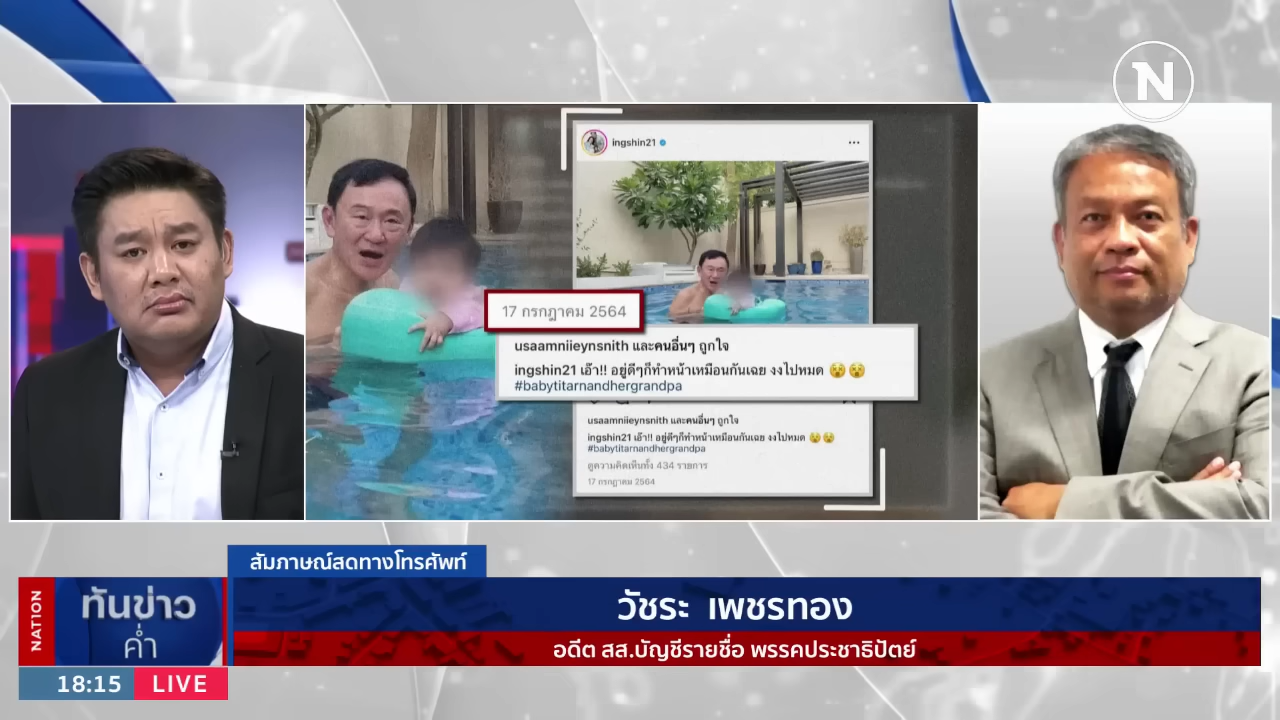 N
ingshin21
17 กรกฎาคม 2564
usaamniieynsnith และคนอื่นๆ ถูกใจ
ingshin21 เอ๊า!! อยู่ดีๆก็ทำหน้าเหมือนกันเฉย งงไปหมด 😵😵
#babytitarnandhergrandpa
usaamniieynsnith และคนอื่นๆ ถูกใจ
ingshin21 เอ๊า!! อยู่ดีๆก็ทำหน้าเหมือนกันเฉย งงไปหมด 😵😵
#babytitarnandhergrandpa
ดูความคิดเห็นทั้ง 434 รายการ
17 กรกฎาคม 2564
สัมภาษณ์สดทางโทรศัพท์
NATION
ทันข่าว
ค่ำ
วัชระ เพชรทอง
อดีต สส.บัญชีรายชื่อ พรรคประชาธิปัตย์
18:15 LIVE